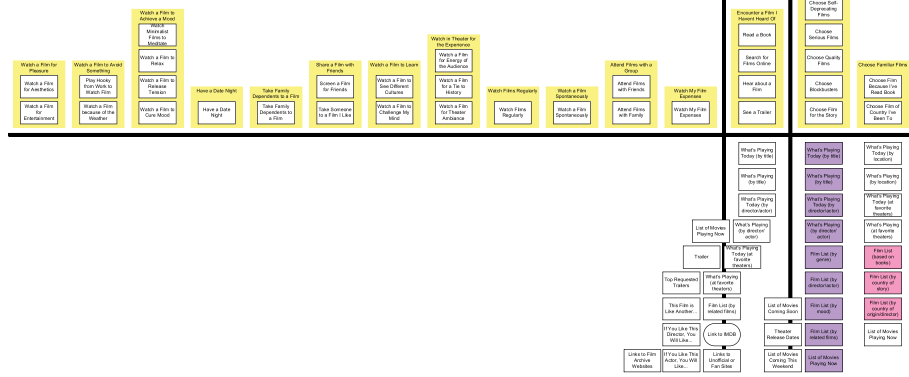 Watch a Film for
Pleasure
Watch a Film
for Aesthetics
Watch a Film
for
Entertainment
Watch a Film to Avoid
Something
Play Hooky
from Work to
Watch Film
Watch a Film
because of the
Weather
Watch a Film to
Achieve a Mood
Watch
Minimalist
Films to
Meditate
Watch a Film to
Relax
Watch a Film to
Release
Tension
Watch a Film to
Cure Mood
Have a Date Night
Have a Date
Night
Take Family
Dependents to a Film
Take Family
Dependents to
a Film
Share a Film with
Friends
Screen a Film
for Friends
Take Someone
to a Film I Like
Watch a Film to Learn
Watch a Film to
See Different
Cultures
Watch a Film to
Challenge My
Mind
Watch in Theater for
the Experience
Watch a Film
for Energy of
the Audience
Watch a Film
for a Tie to
History
Watch a Film
for Theater
Ambiance
Watch Films Regularly
Watch Films
Regularly
Watch a Film
Spontaneously
Watch a Film
Spontaneously
Attend Films with a
Group
Attend Films
with Friends
Attend Films
with Family
Watch My Film
Expenses
Watch My Film
Expenses
Encounter a Film I
Havent Heard Of
Read a Book
Search for
Films Online
Hear about a
Film
See a Trailer
Choose Self-
Deprecating
Films
Choose
Serious Films
Choose Quality
Films
Choose
Blockbusters
Choose Film
for the Story
Choose Familiar Films
Choose Film
Because I've
Read Book
Choose Film of
Country I've
Been To
What's Playing
Today (by title)
What's Playing
(by title)
What's Playing
Today (by
director/actor)
List of Movies
Playing Now
What's Playing
(by director/
actor)
Trailer
What's Playing
Today (at
favorite
theaters)
Top Requested
Trailers
What's Playing
(at favorite
theaters)
This Film is
Like Another...
Film List (by
related films)
If You Like This
Director, You
Will Like...
Link to IMDB
Links to Film
Archive
Websites
If You Like This
Actor, You Will
Like...
Links to
Unofficial or
Fan Sites
What's Playing
Today (by title)
What's Playing
(by title)
What's Playing
Today (by
director/actor)
What's Playing
(by director/
actor)
Film List (by
genre)
Film List (by
director/actor)
List of Movies
Coming Soon
Film List (by
mood)
Theater
Release Dates
Film List (by
related films)
List of Movies
Coming This
Weekend
List of Movies
Playing Now
What's Playing
Today (by
location)
What's Playing
(by location)
What's Playing
Today (at
favorite
theaters)
What's Playing
(at favorite
theaters)
Film List
(based on
books)
Film List (by
country of
story)
Film List (by
country of
origin/director)
List of Movies
Playing Now